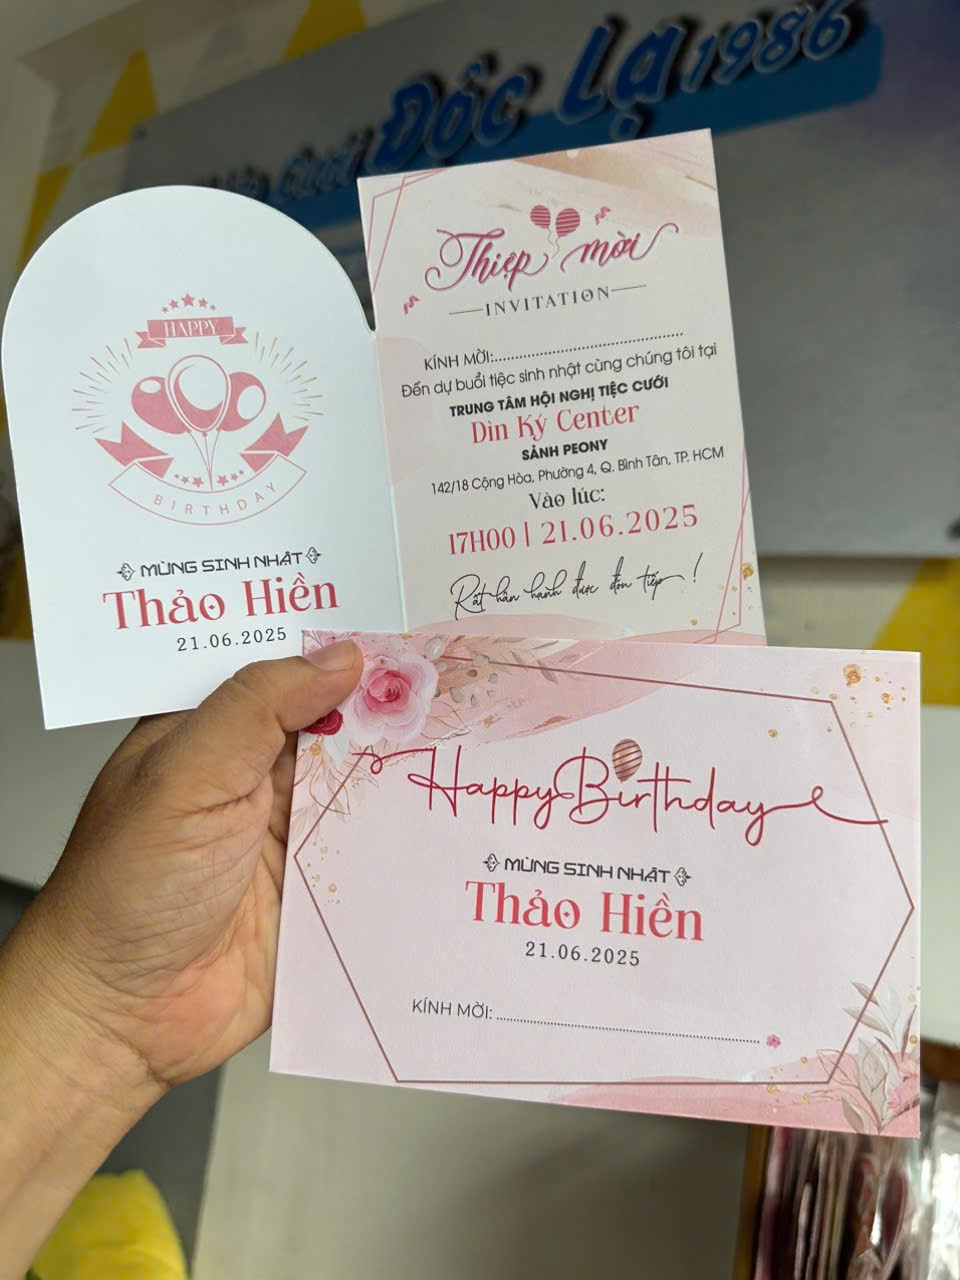 Cưới Độc Lạ 1986
HAPPY
BIRTHDAY
MỪNG SINH NHẬT
Thảo Hiền
21.06.2025
Thiệp mời
INVITATION
KÍNH MỜI:
Đến dự buổi tiệc sinh nhật cùng chúng tôi tại
TRUNG TÂM HỘI NGHỊ TIỆC CƯỚI
Dìn Ký Center
SẢNH PEONY
142/18 Cộng Hòa, Phường 4, Q. Bình Tân, TP. HCM
Vào lúc:
17H00 | 21.06.2025
Rất hân hạnh được đón tiếp !
Happy Birthday
MỪNG SINH NHẬT
Thảo Hiền
21.06.2025
KÍNH MỜI: